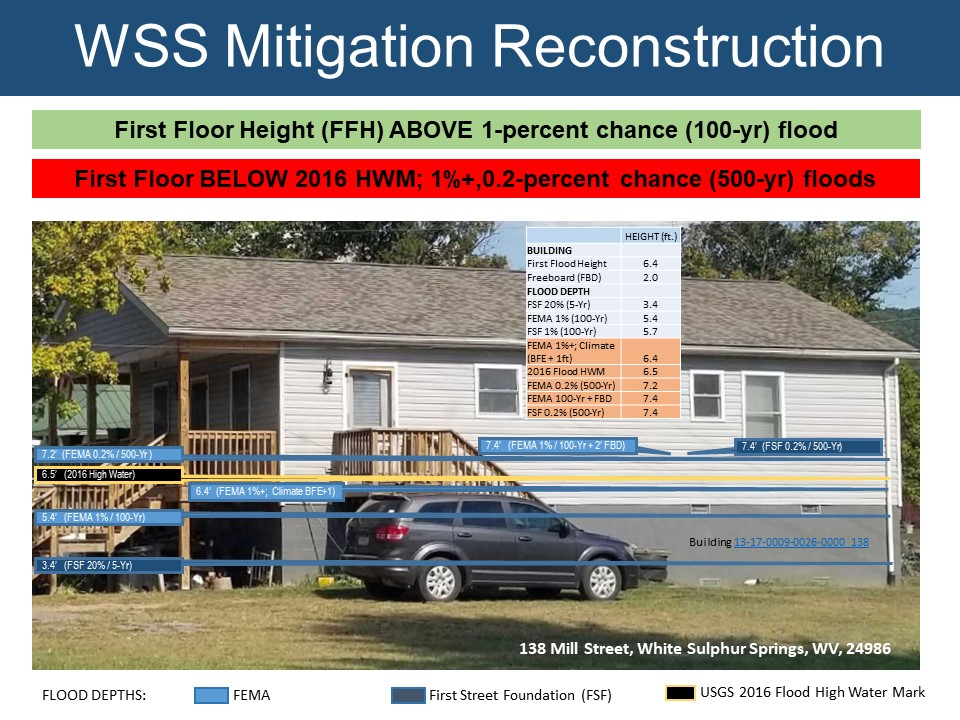 WSS Mitigation Reconstruction
First Floor Height (FFH) ABOVE 1-percent chance (100-yr) flood
First Floor BELOW 2016 HWM; 1%+,0.2-percent chance (500-yr) floods
HEIGHT (ft.)
BUILDING
First Flood Height 6.4
Freeboard (FBD) 2.0
FLOOD DEPTH
FSF 20% (5-Yr) 3.4
FEMA 1% (100-Yr) 5.4
FSF 1% (100-Yr) 5.7
FEMA 1%+; Climate
(BFE + 1ft) 6.4
2016 Flood HWM 6.5
FEMA 0.2% (500-Yr) 7.2
FEMA 100-Yr + FBD 7.4
FSF 0.2% (500-Yr) 7.4
7.4' (FEMA 1% / 100-Yr + 2' FBD)
7.4' (FSF 0.2% / 500-Yr)
7.2' (FEMA 0.2% / 500-Yr )
6.5' (2016 High Water)
6.4' (FEMA 1%+; Climate BFE+1)
5.4' (FEMA 1% / 100-Yr)
Building 13-17-0009-0026-0000_138
3.4' (FSF 20% / 5-Yr)
138 Mill Street, White Sulphur Springs, WV, 24986
FLOOD DEPTHS: FEMA First Street Foundation (FSF) USGS 2016 Flood High Water Mark